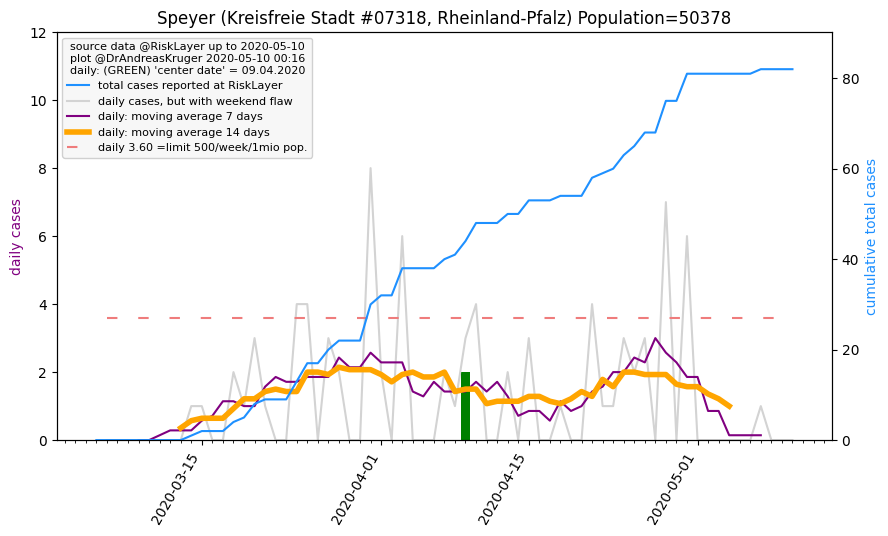 Speyer (Kreisfreie Stadt #07318, Rheinland-Pfalz) Population=50378
source data @RiskLayer up to 2020-05-10
plot @DrAndreasKruger 2020-05-10 00:16
daily: (GREEN) 'center date' = 09.04.2020
total cases reported at RiskLayer
daily cases, but with weekend flaw
daily: moving average 7 days
daily: moving average 14 days
daily 3.60 =limit 500/week/1mio pop.
daily cases
12
10
8
6
4
2
0
cumulative total cases
80
60
40
20
0
2020-03-15
2020-04-01
2020-04-15
2020-05-01